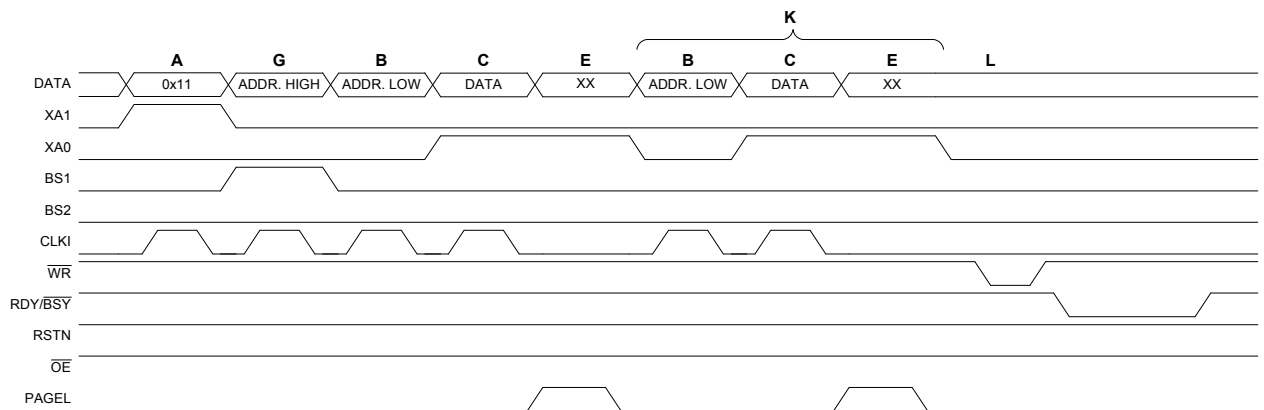 K
A G B C E B C E L
DATA 0x11 ADDR. HIGH ADDR. LOW DATA XX ADDR. LOW DATA XX
XA1
XA0
BS1
BS2
CLKI
WR
RDY/BSY
RSTN
OE
PAGEL